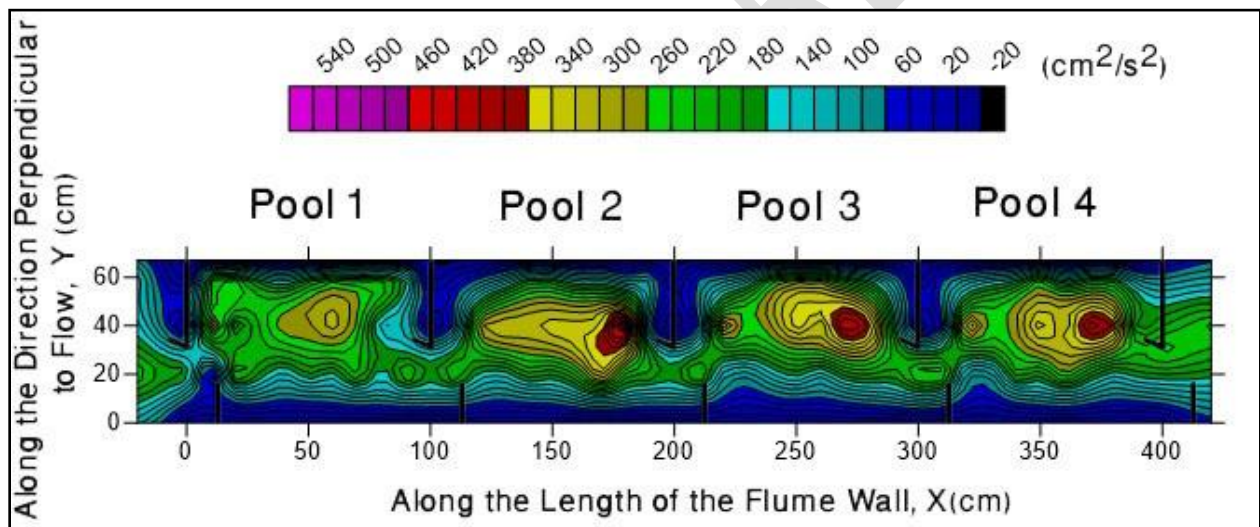 540 500 460 420 380 340 300 260 220 180 140 100 60 20 -20 (cm2/s2)
Pool 1 Pool 2 Pool 3 Pool 4
Along the Direction Perpendicular
to Flow, Y (cm)
60
40
20
0
0 50 100 150 200 250 300 350 400
Along the Length of the Flume Wall, X(cm)